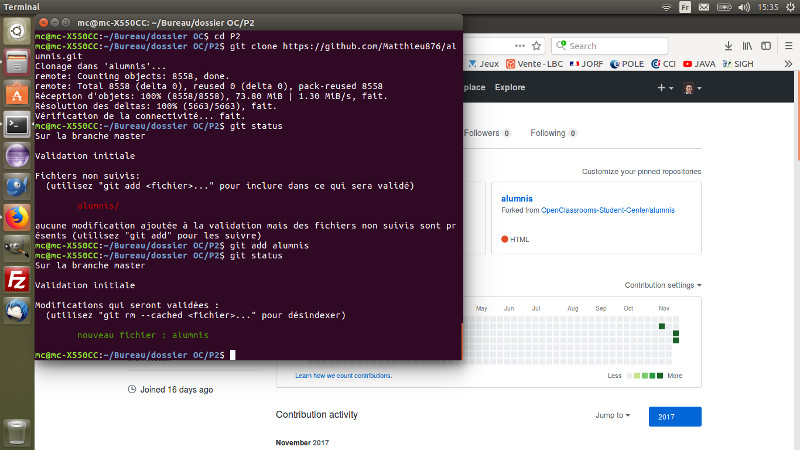 Terminal
Fr
15:35
mc@mc-X550CC: ~/Bureau/dossier OC/P2
mc@mc-X550CC:~/Bureau/dossier OC$ cd P2
mc@mc-X550CC:~/Bureau/dossier OC/P2$ git clone https://github.com/Matthieu876/al
umnis.git
Clonage dans 'alumnis'...
remote: Counting objects: 8558, done.
remote: Total 8558 (delta 0), reused 0 (delta 0), pack-reused 8558
Réception d'objets: 100% (8558/8558), 73.80 MiB | 1.30 MiB/s, fait.
Résolution des deltas: 100% (5663/5663), fait.
Vérification de la connectivité... fait.
mc@mc-X550CC:~/Bureau/dossier OC/P2$ git status
Sur la branche master
Validation initiale
Fichiers non suivis:
(utilisez "git add <fichier>..." pour inclure dans ce qui sera validé)
alumnis/
aucune modification ajoutée à la validation mais des fichiers non suivis sont pr
ésents (utilisez "git add" pour les suivre)
mc@mc-X550CC:~/Bureau/dossier OC/P2$ git add alumnis
mc@mc-X550CC:~/Bureau/dossier OC/P2$ git status
Sur la branche master
Validation initiale
Modifications qui seront validées :
(utilisez "git rm --cached <fichier>..." pour désindexer)
nouveau fichier : alumnis
mc@mc-X550CC:~/Bureau/dossier OC/P2$
Search
Jeux Vente - LBC JORF POLE CCI JAVA SIGH
place Explore
Followers 0 Following 0
Customize your pinned repositories
alumnis
Forked from OpenClassrooms-Student-Center/alumnis
HTML
Contribution settings
May Jun Jul Aug Sep Oct Nov
Learn how we count contributions.
Less More
Joined 16 days ago
Contribution activity
Jump to
2017
November 2017
Fz